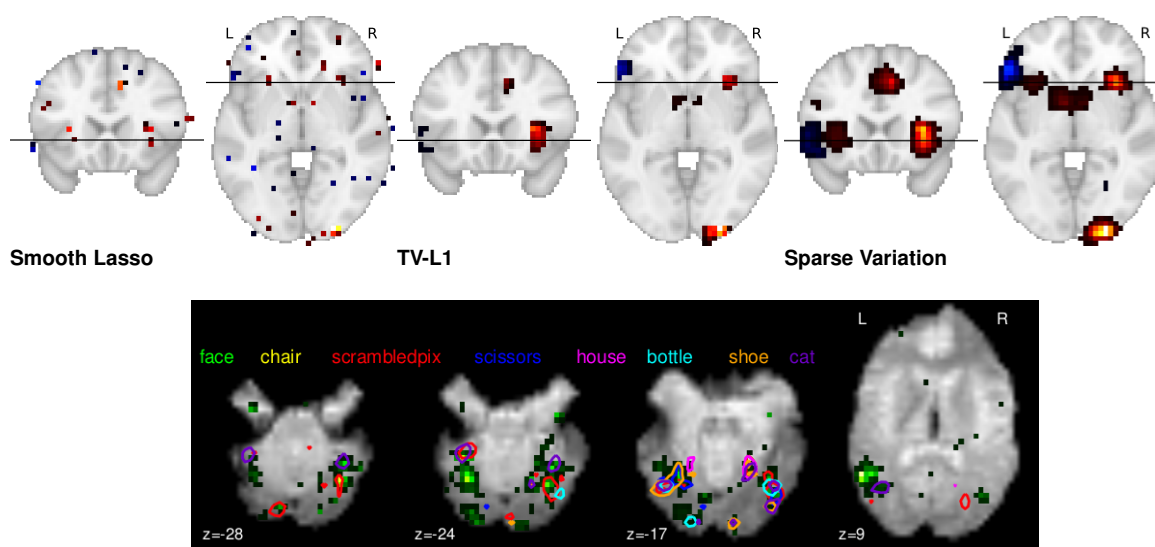 L R L R
Smooth Lasso TV-L1 Sparse Variation
L R
face chair scrambledpix scissors house bottle shoe cat
z=-28 z=-24 z=-17 z=9